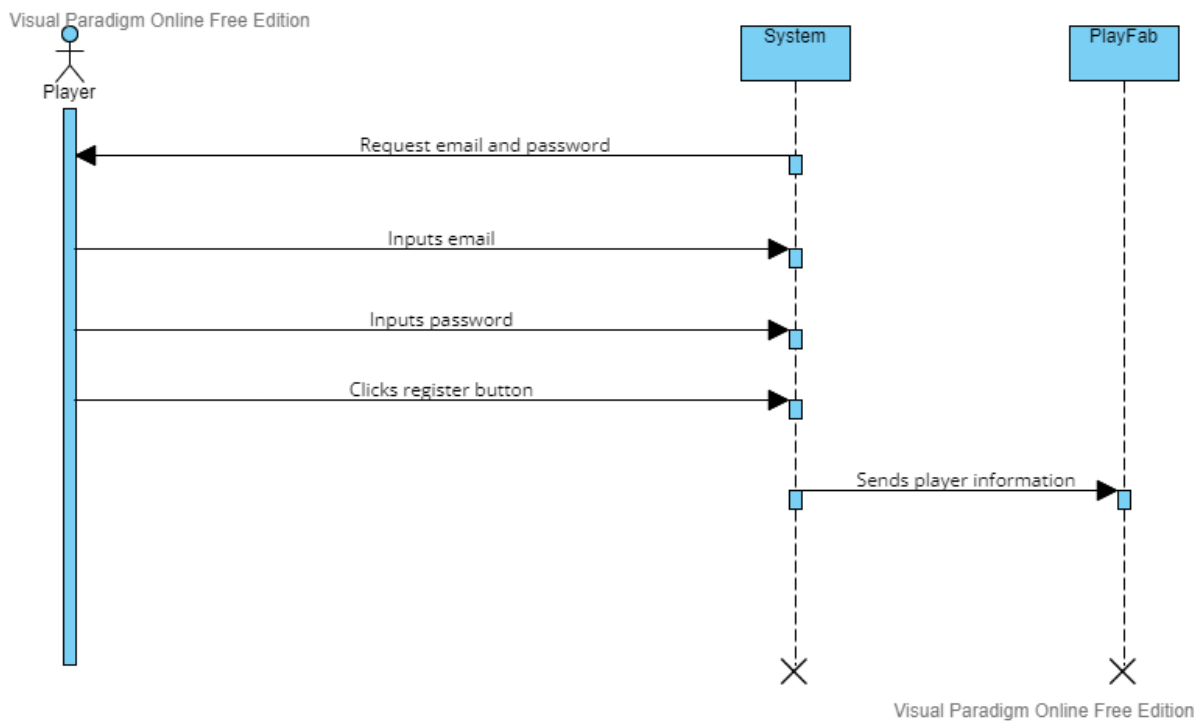 Visual Paradigm Online Free Edition
System
PlayFab
Player
Request email and password
Inputs email
Inputs password
Clicks register button
Sends player information
Visual Paradigm Online Free Edition